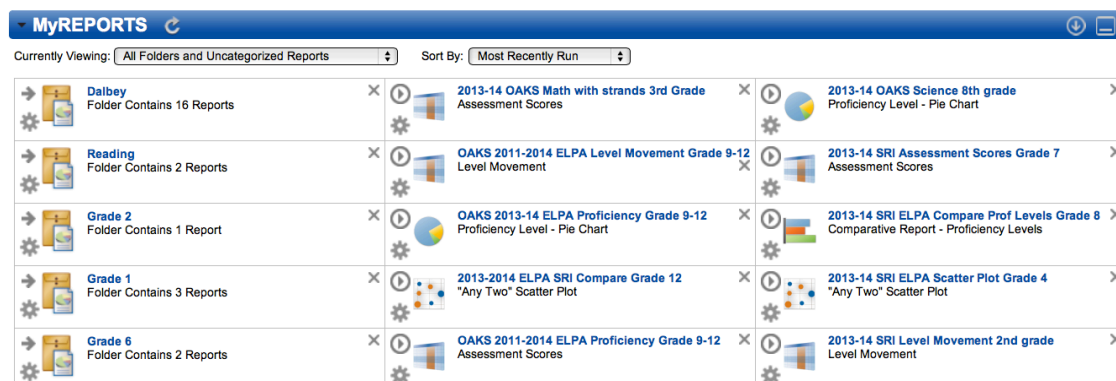 MyREPORTS
Currently Viewing: All Folders and Uncategorized Reports Sort By: Most Recently Run
Dalbey
Folder Contains 16 Reports
2013-14 OAKS Math with strands 3rd Grade
Assessment Scores
2013-14 OAKS Science 8th grade
Proficiency Level - Pie Chart
Reading
Folder Contains 2 Reports
OAKS 2011-2014 ELPA Level Movement Grade 9-12
Level Movement
2013-14 SRI Assessment Scores Grade 7
Assessment Scores
Grade 2
Folder Contains 1 Report
OAKS 2013-14 ELPA Proficiency Grade 9-12
Proficiency Level - Pie Chart
2013-14 SRI ELPA Compare Prof Levels Grade 8
Comparative Report - Proficiency Levels
Grade 1
Folder Contains 3 Reports
2013-2014 ELPA SRI Compare Grade 12
"Any Two" Scatter Plot
2013-14 SRI ELPA Scatter Plot Grade 4
"Any Two" Scatter Plot
Grade 6
Folder Contains 2 Reports
OAKS 2011-2014 ELPA Proficiency Grade 9-12
Assessment Scores
2013-14 SRI Level Movement 2nd grade
Level Movement